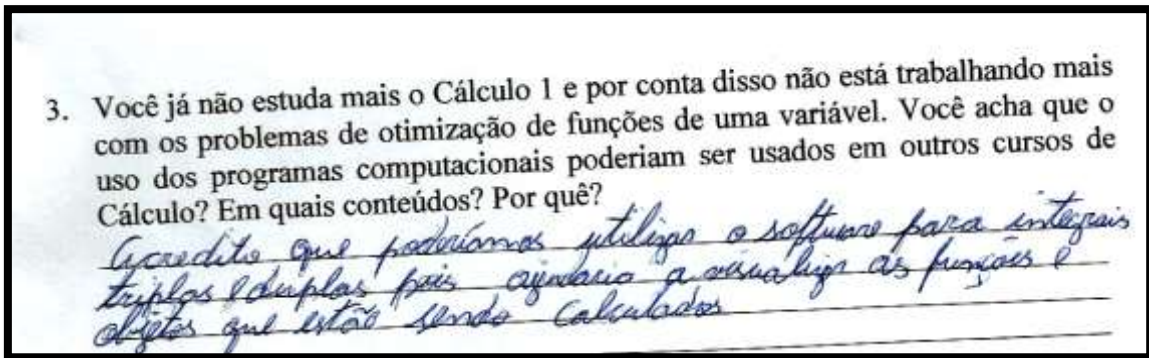 3. Você já não estuda mais o Cálculo 1 e por conta disso não está trabalhando mais
com os problemas de otimização de funções de uma variável. Você acha que o
uso dos programas computacionais poderiam ser usados em outros cursos de
Cálculo? Em quais conteúdos? Por quê?
Acredito que poderíamos utilizar o software para integrais
triplas e duplas pois ajudaria a visualizar as funções e
objetos que estão sendo calculados